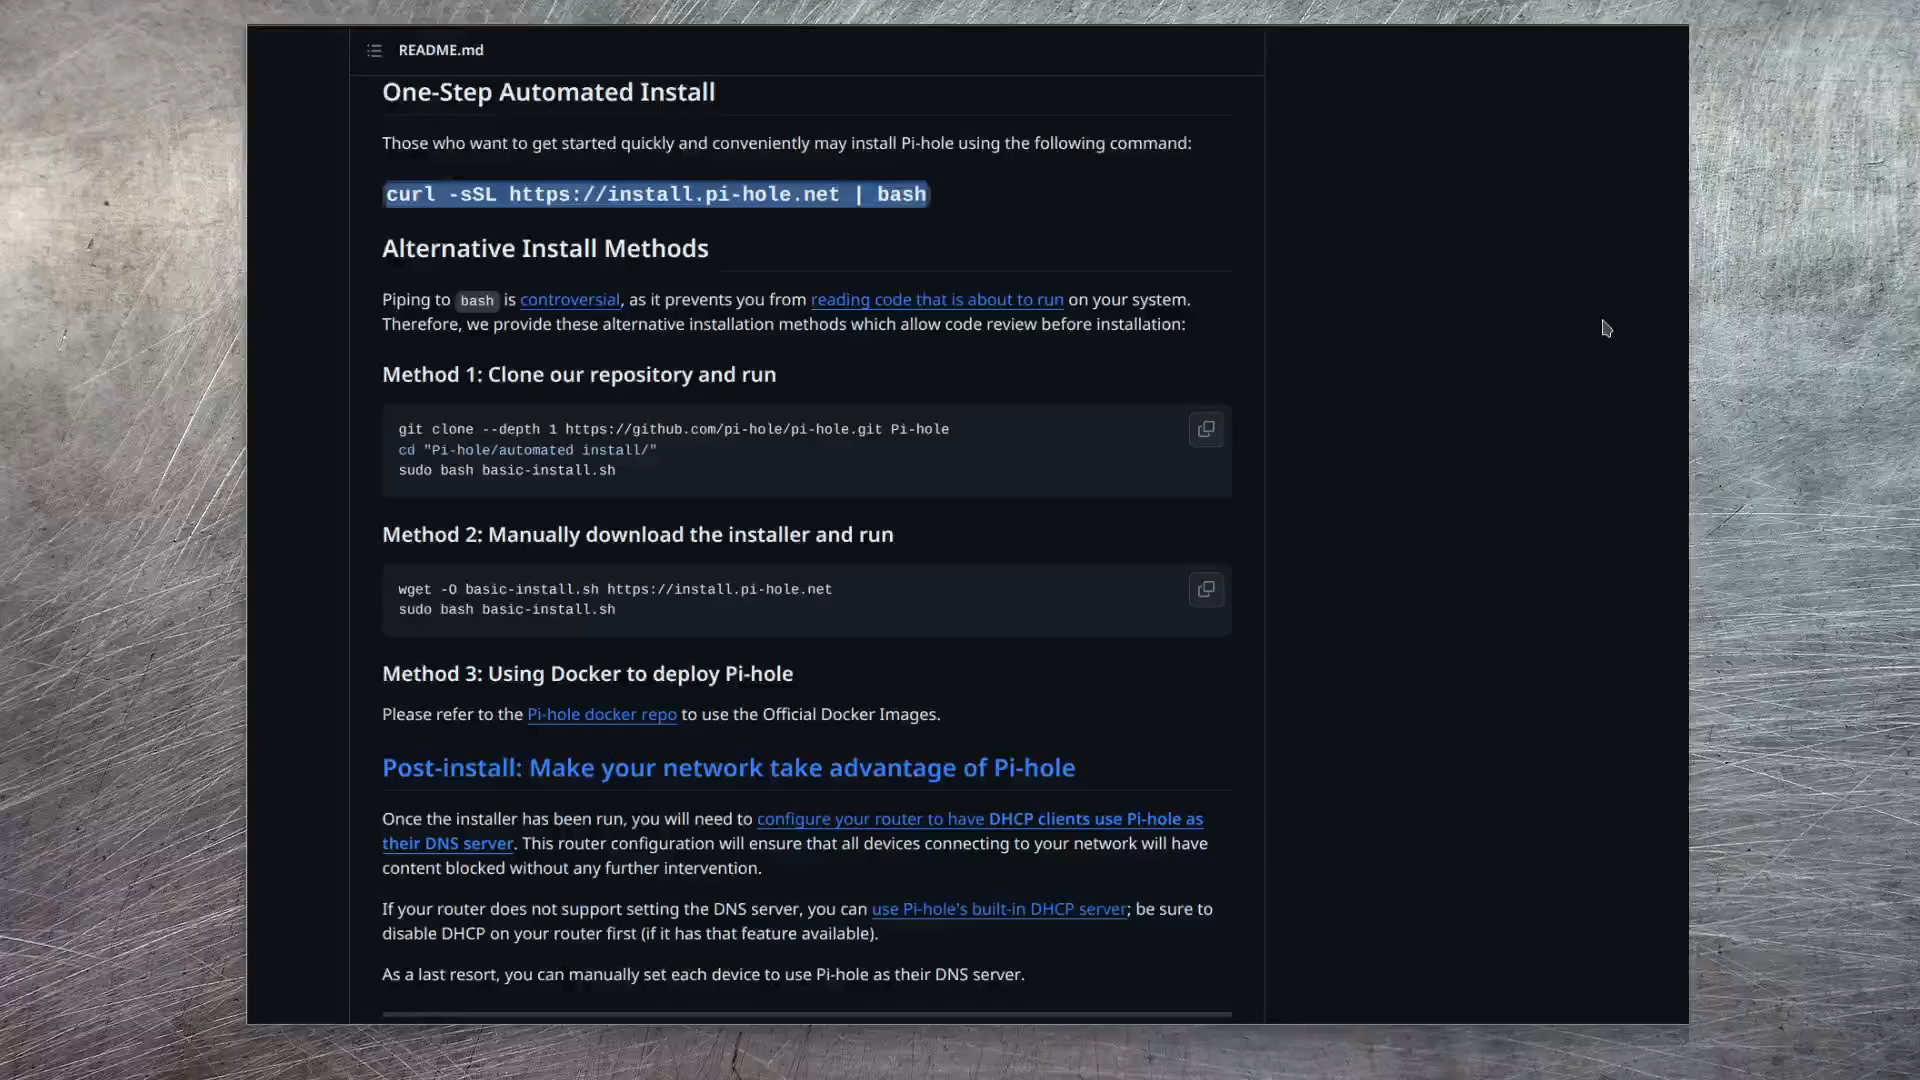 README.md
One-Step Automated Install
Those who want to get started quickly and conveniently may install Pi-hole using the following command:
curl -sSL https://install.pi-hole.net | bash
Alternative Install Methods
Piping to bash is controversial, as it prevents you from reading code that is about to run on your system.
Therefore, we provide these alternative installation methods which allow code review before installation:
Method 1: Clone our repository and run
git clone --depth 1 https://github.com/pi-hole/pi-hole.git Pi-hole
cd "Pi-hole/automated install/"
sudo bash basic-install.sh
Method 2: Manually download the installer and run
wget -O basic-install.sh https://install.pi-hole.net
sudo bash basic-install.sh
Method 3: Using Docker to deploy Pi-hole
Please refer to the Pi-hole docker repo to use the Official Docker Images.
Post-install: Make your network take advantage of Pi-hole
Once the installer has been run, you will need to configure your router to have DHCP clients use Pi-hole as
their DNS server. This router configuration will ensure that all devices connecting to your network will have
content blocked without any further intervention.
If your router does not support setting the DNS server, you can use Pi-hole's built-in DHCP server; be sure to
disable DHCP on your router first (if it has that feature available).
As a last resort, you can manually set each device to use Pi-hole as their DNS server.